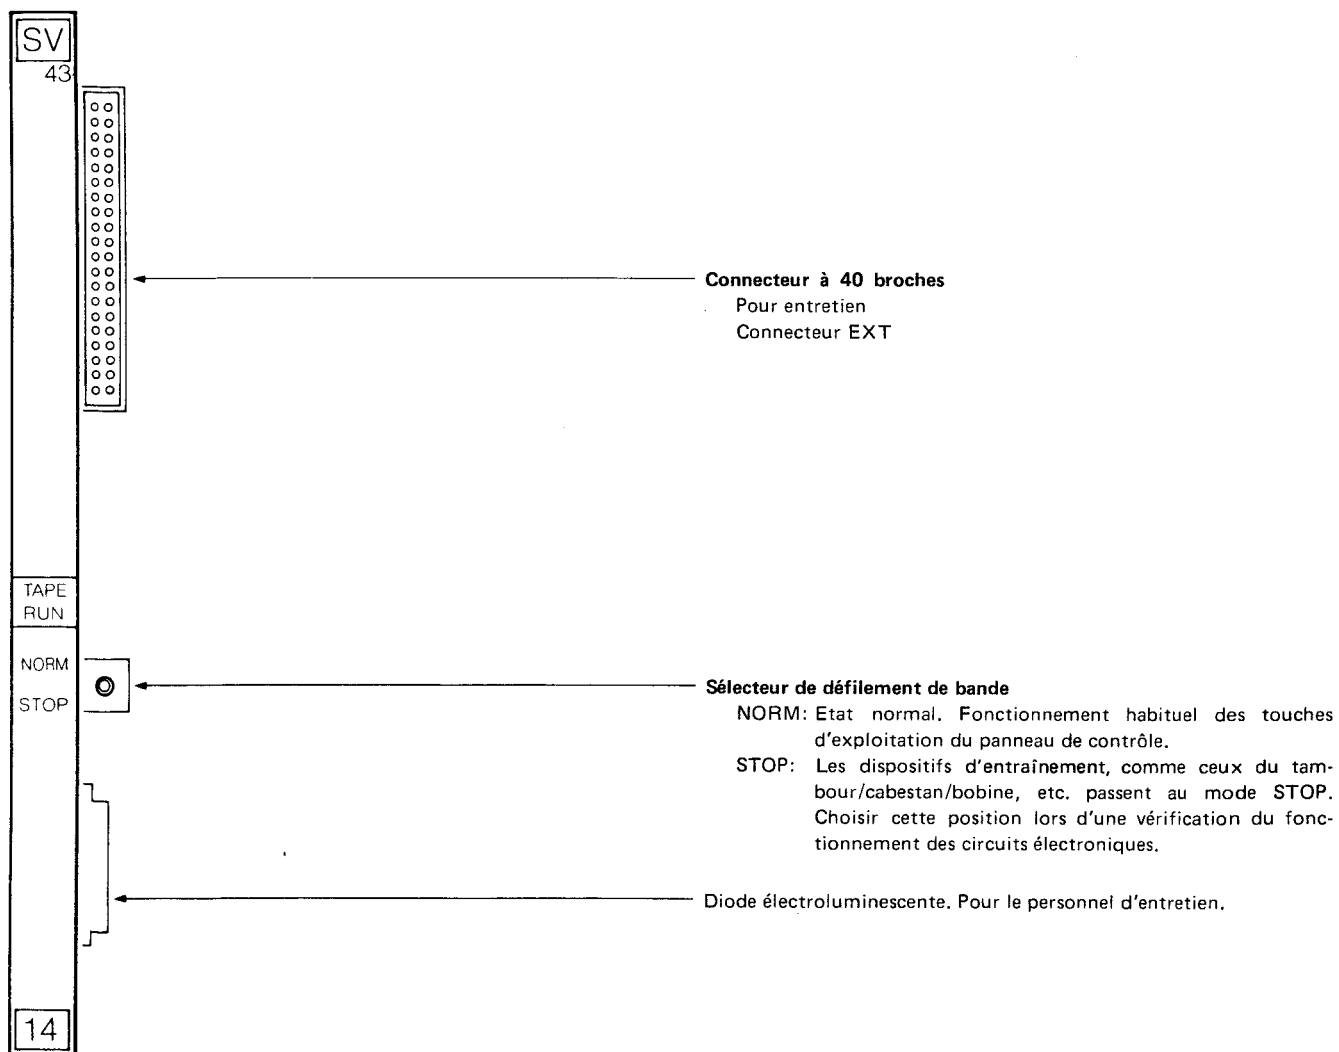 SV
43
Connecteur à 40 broches
Pour entretien
Connecteur EXT
TAPE
RUN
NORM
STOP
Sélecteur de défilement de bande
NORM: Etat normal. Fonctionnement habituel des touches
d'exploitation du panneau de contrôle.
STOP: Les dispositifs d'entraînement, comme ceux du tam-
bour/cabestan/bobine, etc. passent au mode STOP.
Choisir cette position lors d'une vérification du fonc-
tionnement des circuits électroniques.
Diode électroluminescente. Pour le personnel d'entretien.
14